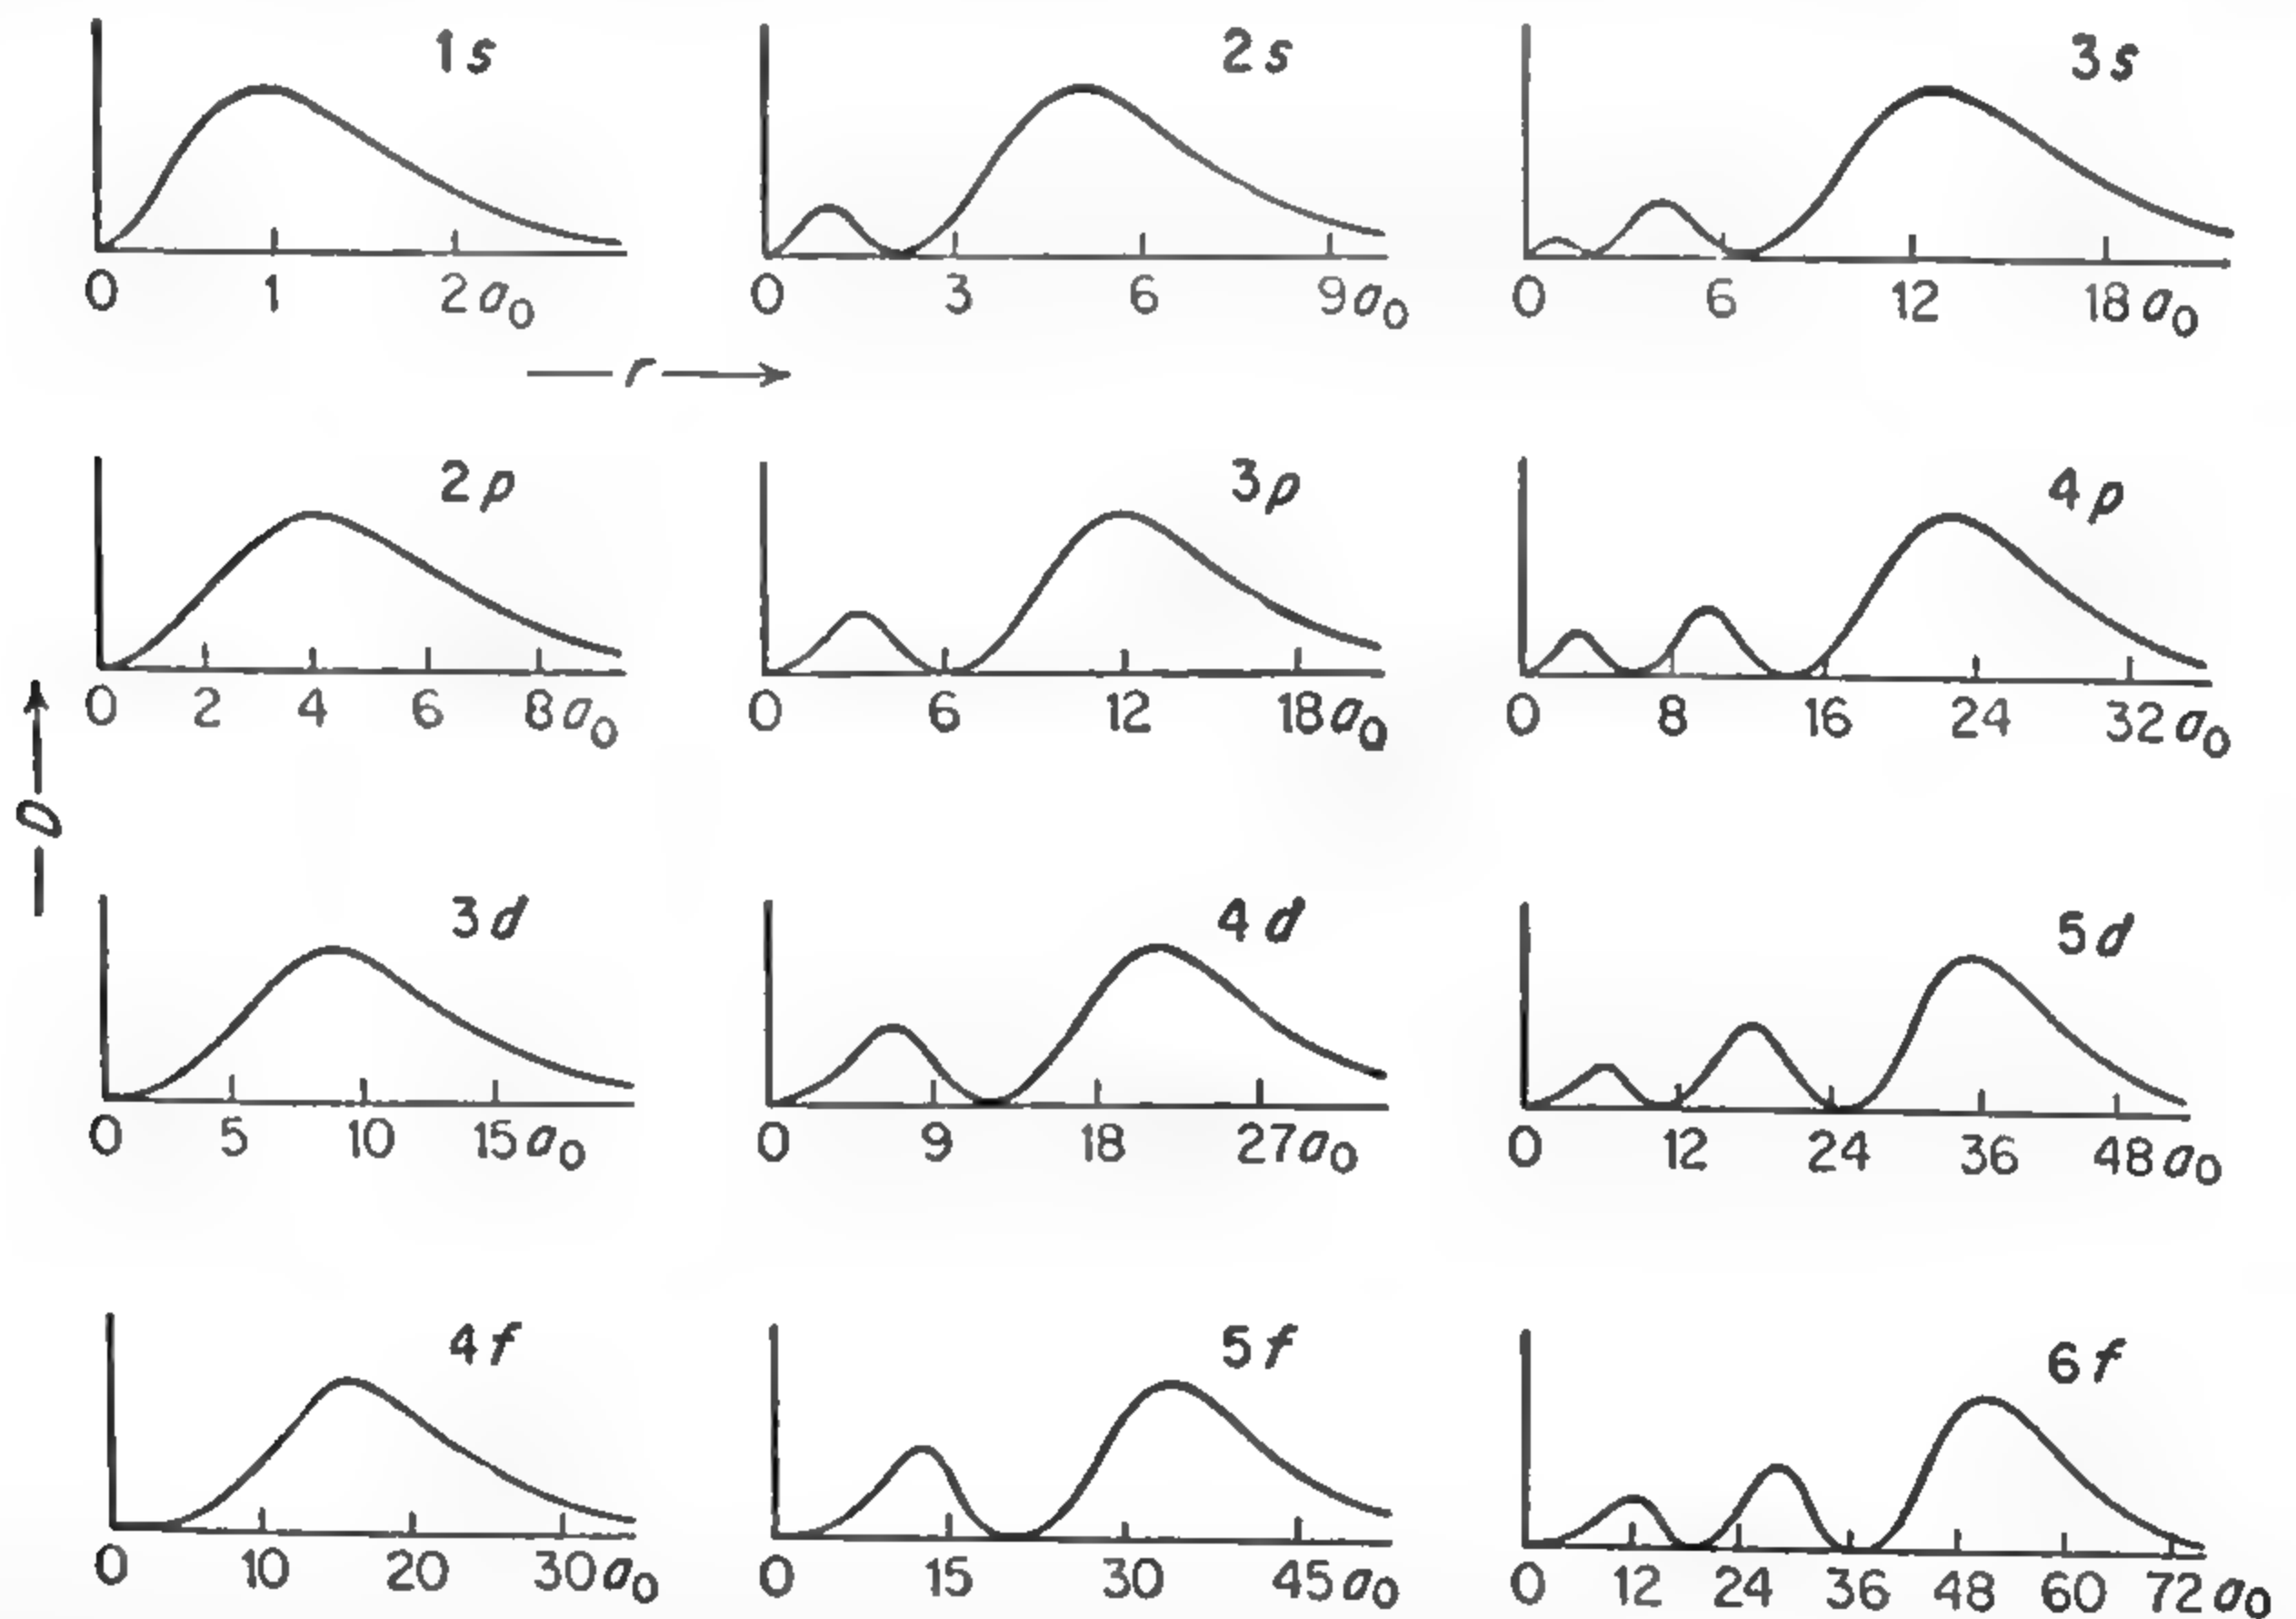 1s 2s 3s
0 1 2a₀ 0 3 6 9a₀ 0 6 12 18a₀
r
2p 3p 4p
0 2 4 6 8a₀ 0 6 12 18a₀ 0 8 16 24 32a₀
D
3d 4d 5d
0 5 10 15a₀ 0 9 18 27a₀ 0 12 24 36 48a₀
4f 5f 6f
0 10 20 30a₀ 0 15 30 45a₀ 0 12 24 36 48 60 72a₀